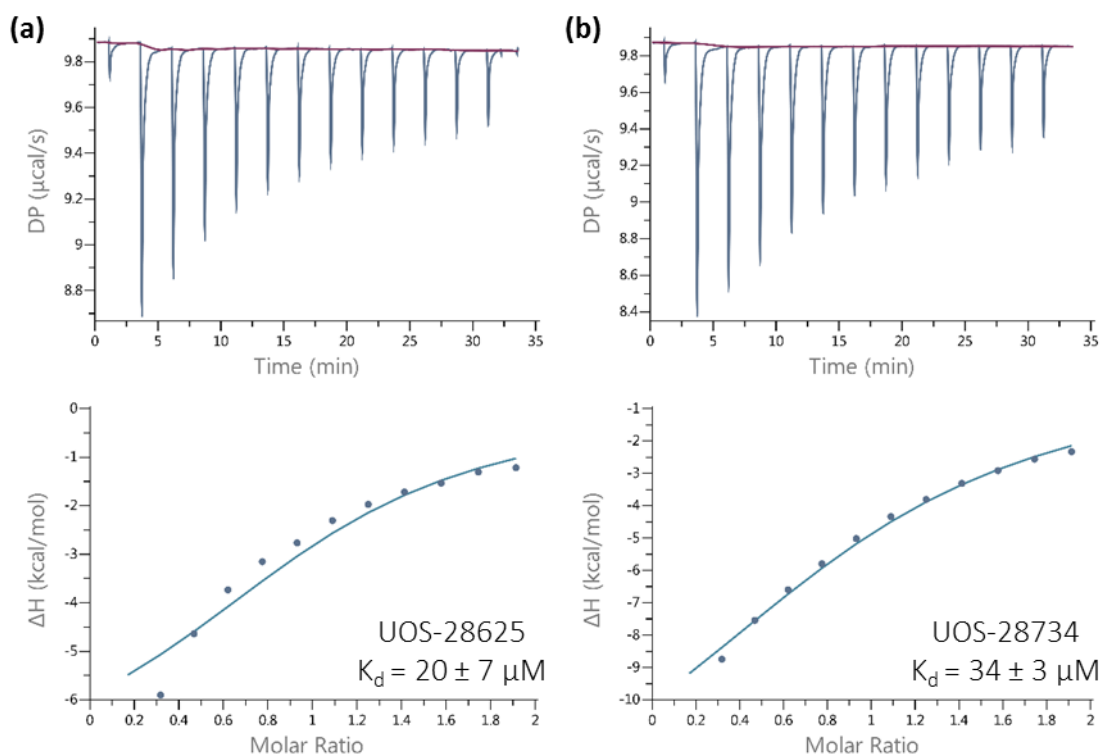 (a)
9.8
9.6
9.4
9.2
9
8.8
DP (µcal/s)
0 5 10 15 20 25 30 35
Time (min)
(b)
9.8
9.6
9.4
9.2
9
8.8
8.6
8.4
DP (µcal/s)
0 5 10 15 20 25 30 35
Time (min)
0
-1
-2
-3
-4
-5
-6
ΔH (kcal/mol)
UOS-28625
Kd = 20 ± 7 µM
0 0.2 0.4 0.6 0.8 1 1.2 1.4 1.6 1.8 2
Molar Ratio
-1
-2
-3
-4
-5
-6
-7
-8
-9
-10
ΔH (kcal/mol)
UOS-28734
Kd = 34 ± 3 µM
0 0.2 0.4 0.6 0.8 1 1.2 1.4 1.6 1.8 2
Molar Ratio